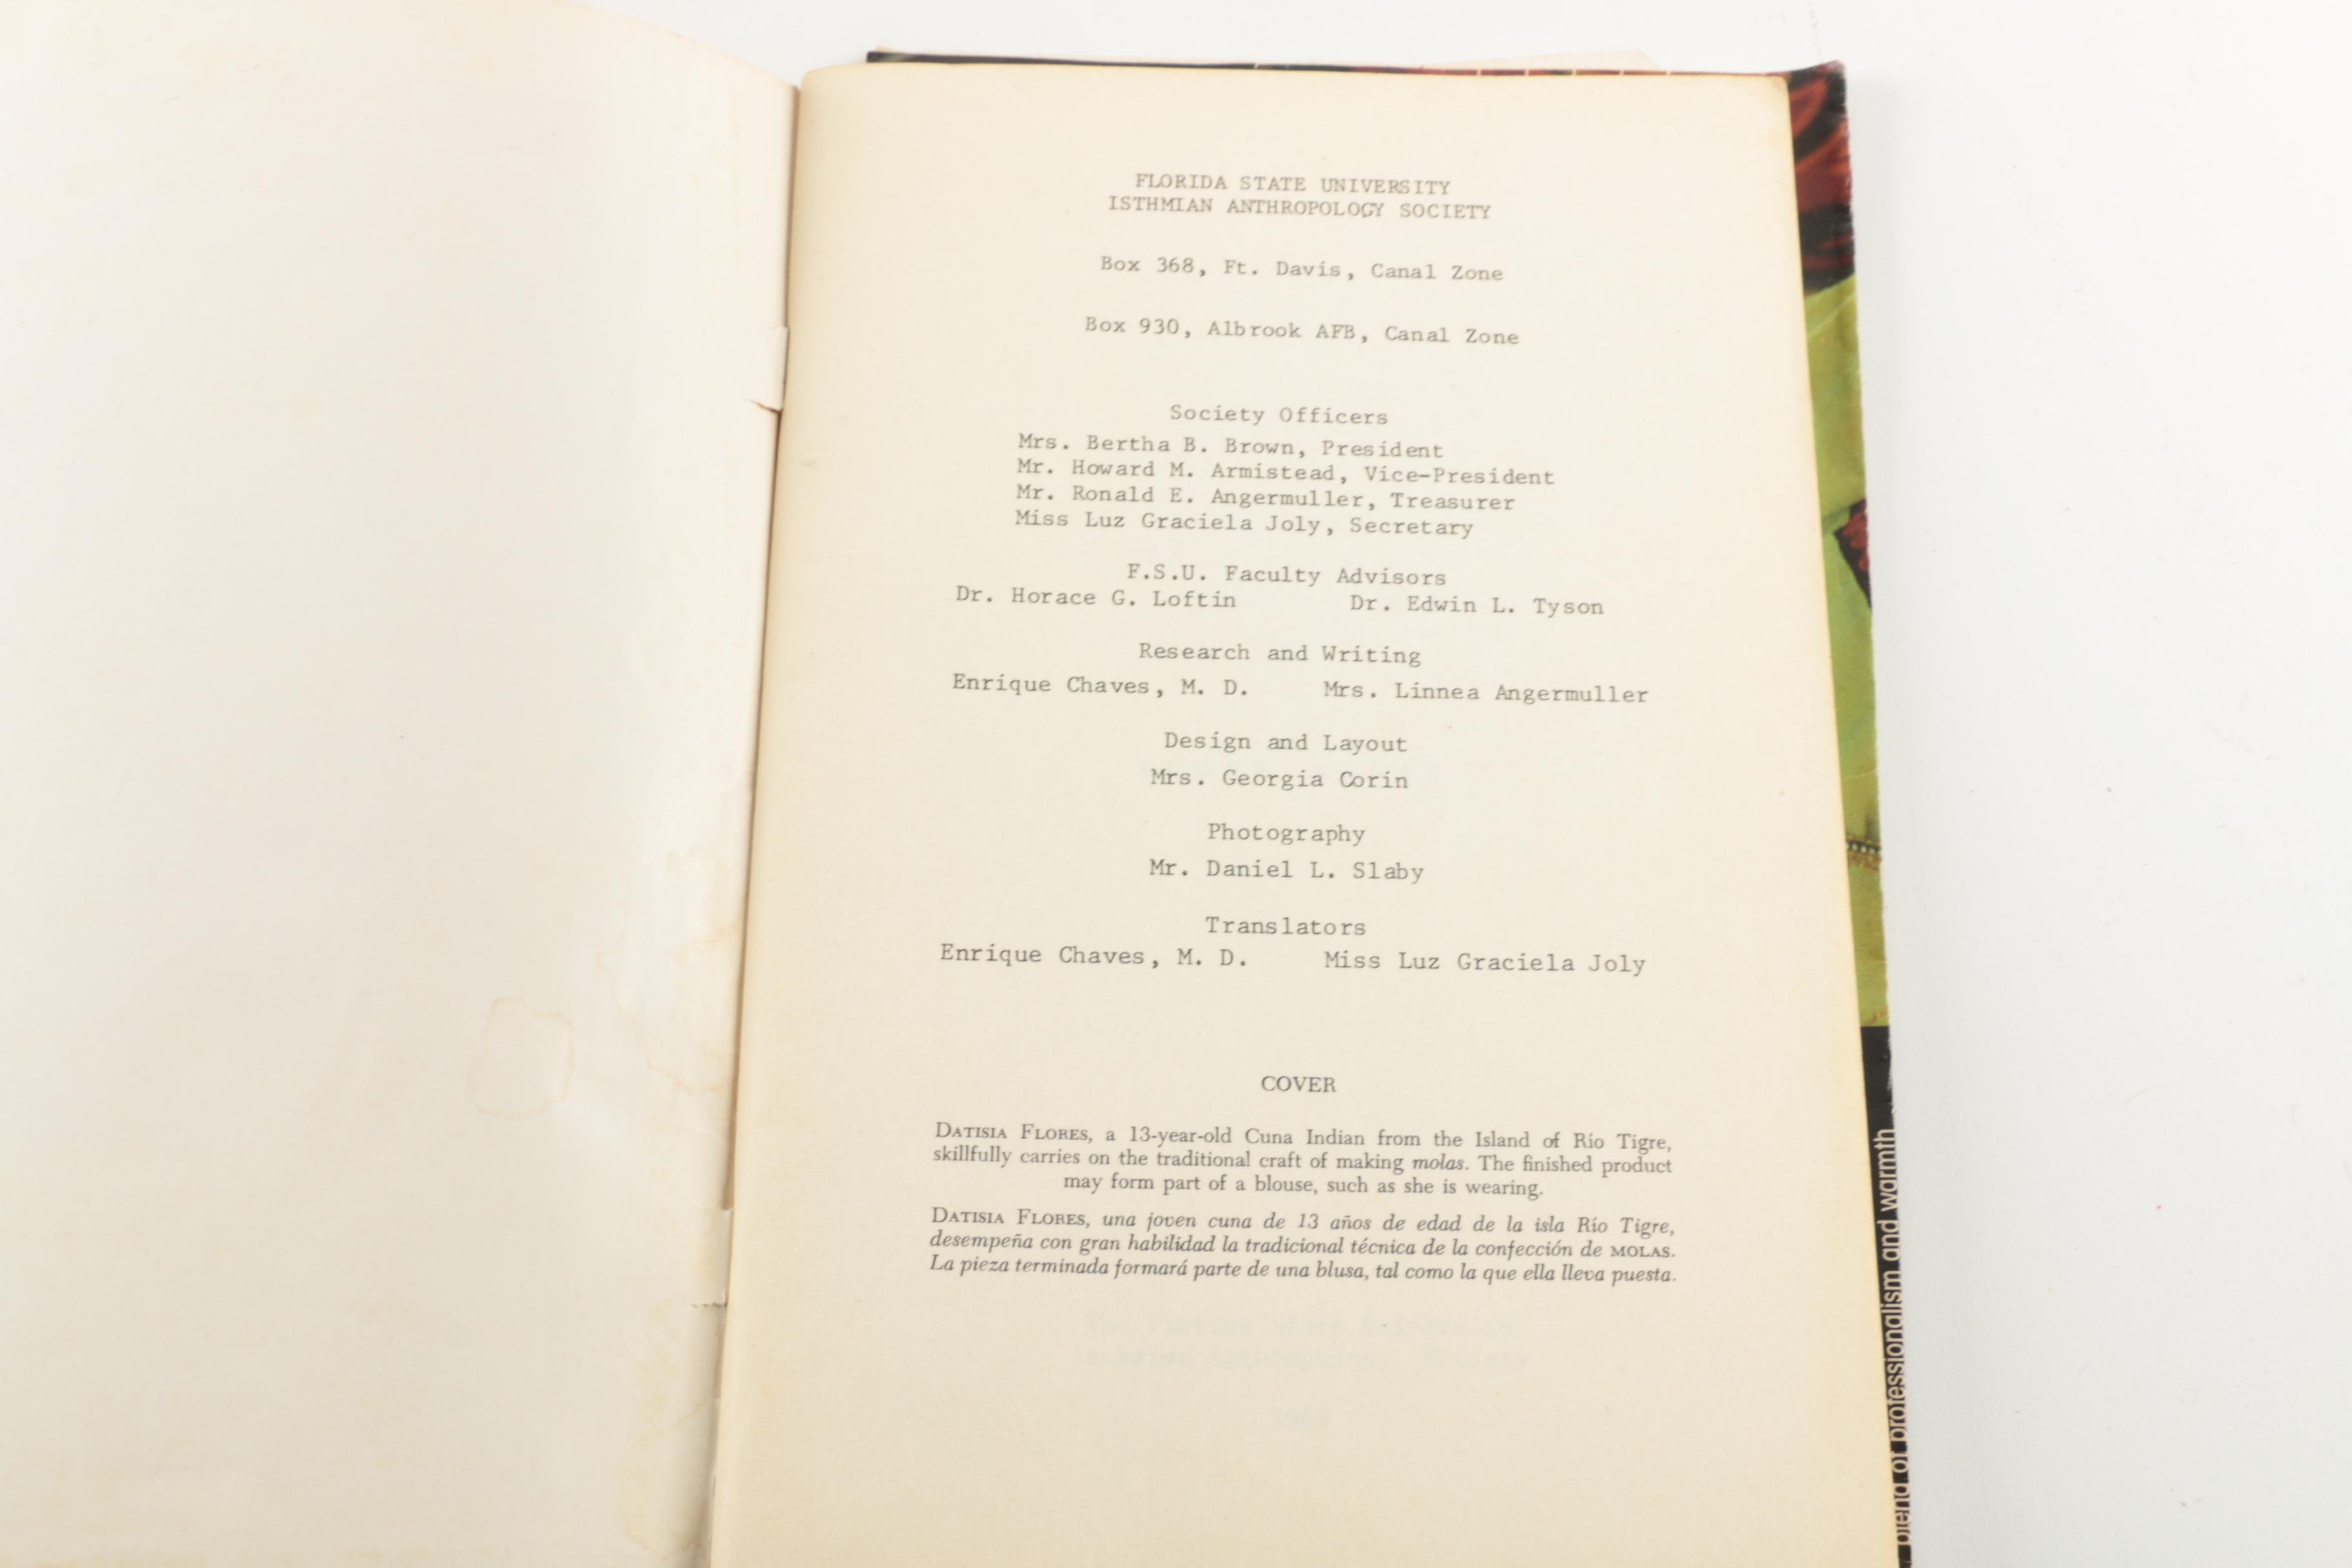 FLORIDA STATE UNIVERSITY
ISTHMIAN ANTHROPOLOGY SOCIETY
Box 368, Ft. Davis, Canal Zone
Box 930, Albrook AFB, Canal Zone
Society Officers
Mrs. Bertha B. Brown, President
Mr. Howard M. Armistead, Vice-President
Mr. Ronald E. Angermuller, Treasurer
Miss Luz Graciela Joly, Secretary
F.S.U. Faculty Advisors
Dr. Horace G. Loftin Dr. Edwin L. Tyson
Research and Writing
Enrique Chaves, M. D. Mrs. Linnea Angermuller
Design and Layout
Mrs. Georgia Corin
Photography
Mr. Daniel L. Slaby
Translators
Enrique Chaves, M. D. Miss Luz Graciela Joly
COVER
DATISIA FLORES, a 13-year-old Cuna Indian from the Island of Río Tigre,
skillfully carries on the traditional craft of making molas. The finished product
may form part of a blouse, such as she is wearing.
DATISIA FLORES, una joven cuna de 13 años de edad de la isla Río Tigre,
desempeña con gran habilidad la tradicional técnica de la confección de MOLAS.
La pieza terminada formará parte de una blusa, tal como la que ella lleva puesta.
blend of professionalism and warmth